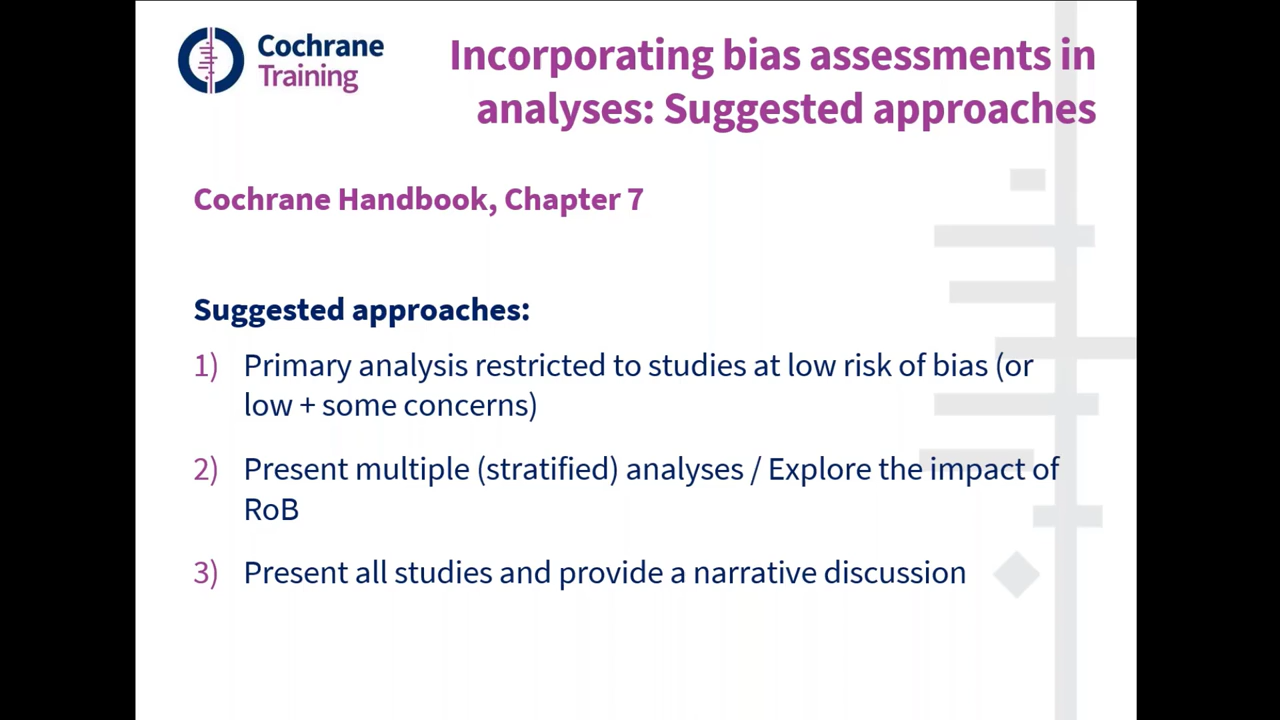 Cochrane
Training
Incorporating bias assessments in
analyses: Suggested approaches
Cochrane Handbook, Chapter 7
Suggested approaches:
1) Primary analysis restricted to studies at low risk of bias (or
low + some concerns)
2) Present multiple (stratified) analyses / Explore the impact of
RoB
3) Present all studies and provide a narrative discussion